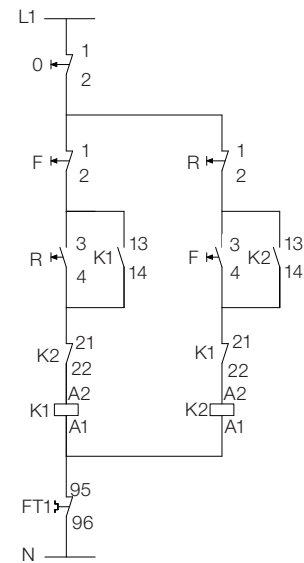 L1
0 1
2
F 1
2
R 1
2
R 3
4
K1 13
14
F 3
4
K2 13
14
K2 21
22
K1 21
22
K1 A2
A1
K2 A2
A1
FT1 95
96
N